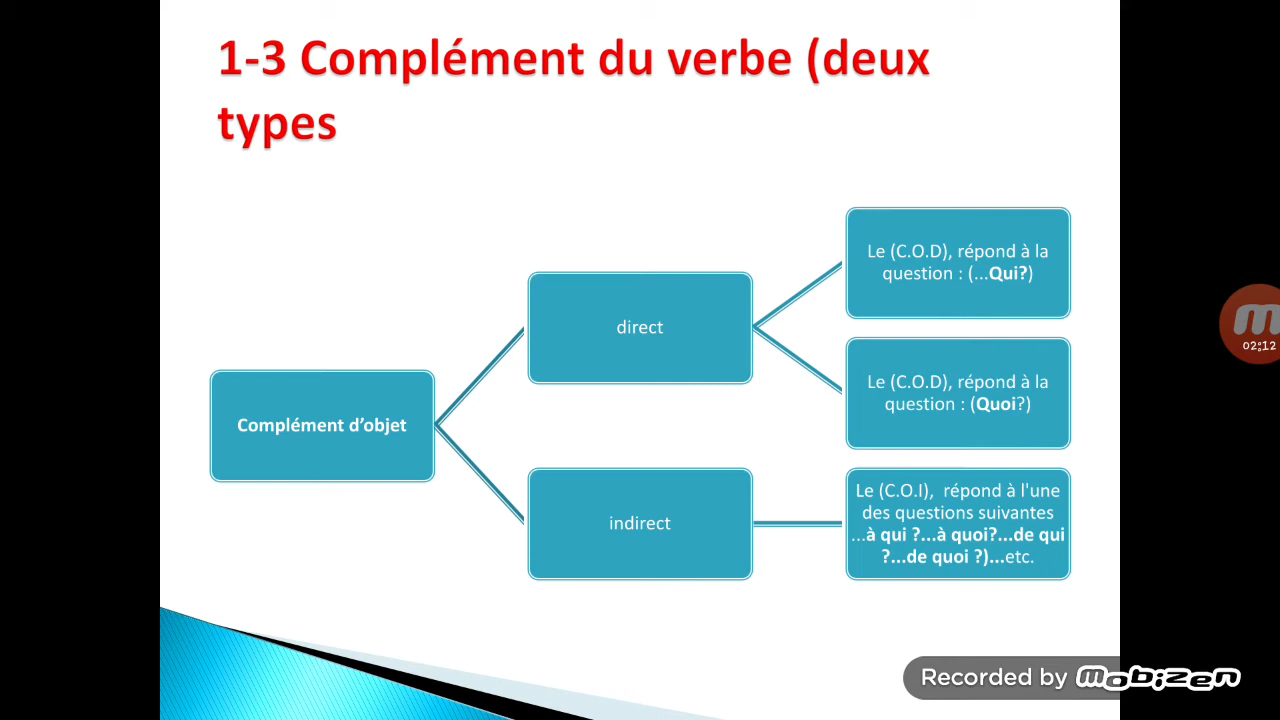 1-3 Complément du verbe (deux
types
Le (C.O.D), répond à la
question : (...Qui?)
direct
Le (C.O.D), répond à la
question : (Quoi?)
Complément d’objet
Le (C.O.I),  répond à l'une
des questions suivantes
...à qui ?...à quoi?...de qui
?...de quoi ?)...etc.
indirect
02;12
Recorded by mobizen